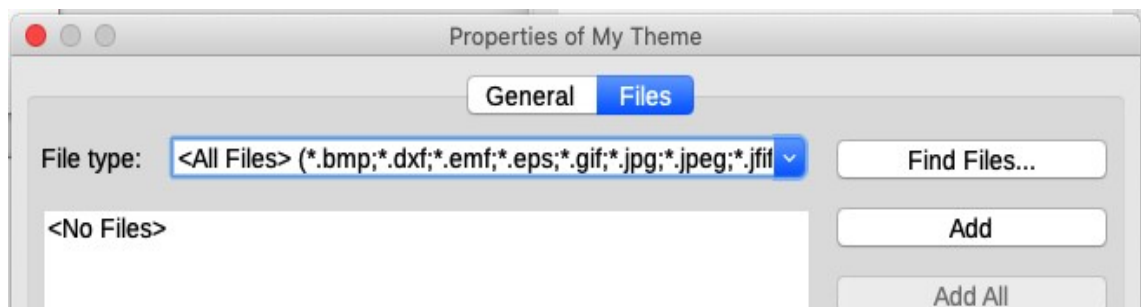 Properties of My Theme
General Files
File type: <All Files> (*.bmp;*.dxf;*.emf;*.eps;*.gif;*.jpg;*.jpeg;*.jfif Find Files...
<No Files> Add
Add All